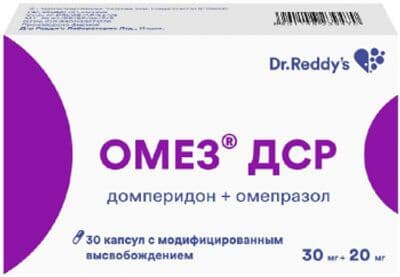 Dr.Reddy's
ОМЕЗ® ДСР
домперидон + омепразол
30 капсул с модифицированным
высвобождением
30 мг + 20 мг